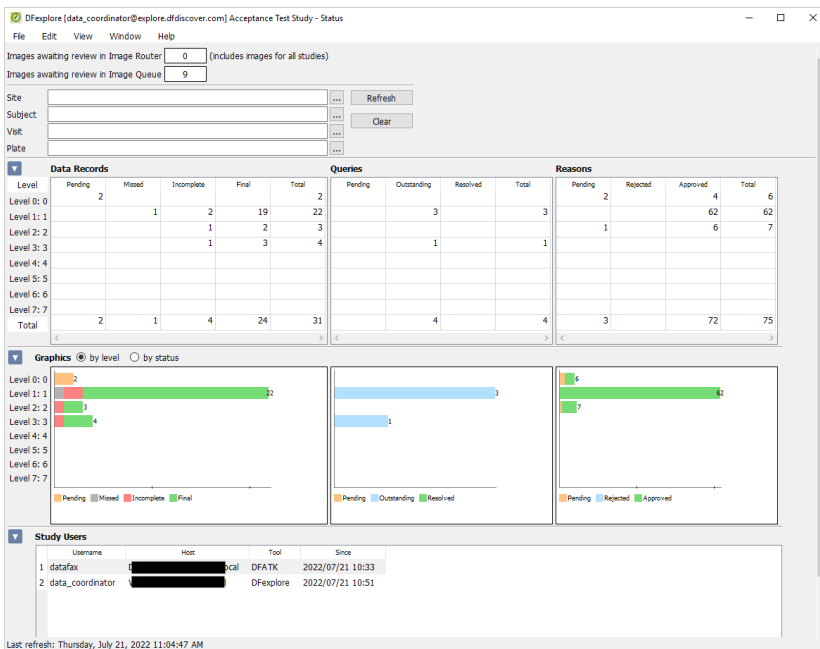 DFexplore [data_coordinator@explore.dfdiscover.com] Acceptance Test Study - Status
File Edit View Window Help
Images awaiting review in Image Router 0 (includes images for all studies)
Images awaiting review in Image Queue 9
Site ... Refresh
Subject ... Clear
Visit ...
Plate ...
Data Records Queries Reasons
Level Pending Missed Incomplete Final Total Pending Outstanding Resolved Total Pending Rejected Approved Total
Level 0: 0 2 2 2 4 6
Level 1: 1 1 2 19 22 3 3 62 62
Level 2: 2 1 2 3 1 6 7
Level 3: 3 1 3 4 1 1
Level 4: 4
Level 5: 5
Level 6: 6
Level 7: 7
Total 2 1 4 24 31 4 4 3 72 75
Graphics by level by status
Level 0: 0 2 6
Level 1: 1 22 3 62
Level 2: 2 3 7
Level 3: 3 4 1
Level 4: 4
Level 5: 5
Level 6: 6
Level 7: 7
Pending Missed Incomplete Final Pending Outstanding Resolved Pending Rejected Approved
Study Users
Username Host Tool Since
1 datafax DFATK 2022/07/21 10:33
2 data_coordinator DFexplore 2022/07/21 10:51
Last refresh: Thursday, July 21, 2022 11:04:47 AM